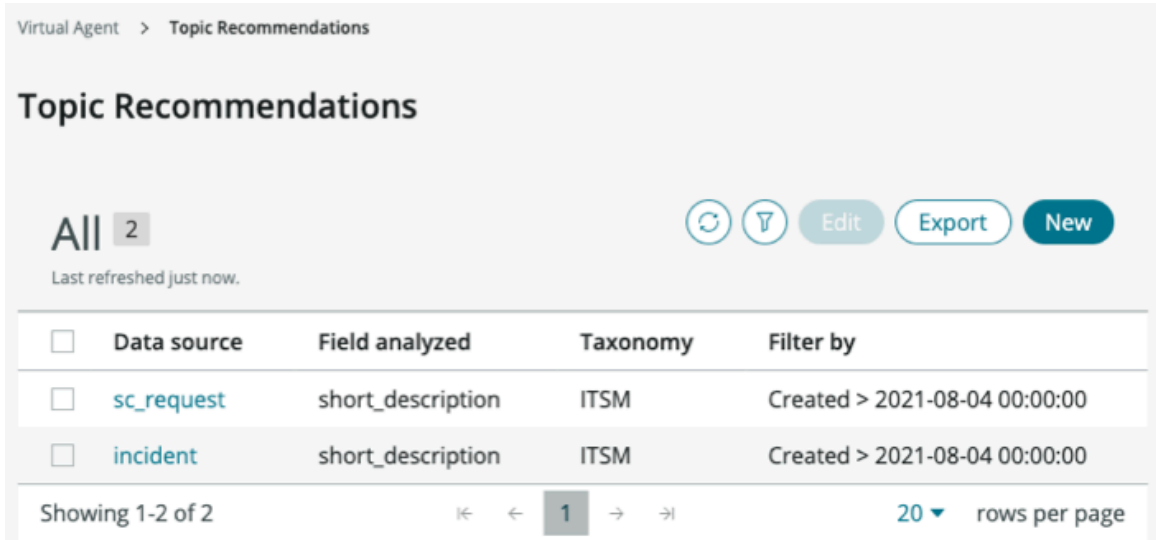 Virtual Agent > Topic Recommendations
Topic Recommendations
All 2 Edit Export New
Last refreshed just now.
Data source Field analyzed Taxonomy Filter by
sc_request short_description ITSM Created > 2021-08-04 00:00:00
incident short_description ITSM Created > 2021-08-04 00:00:00
Showing 1-2 of 2 1 20 rows per page